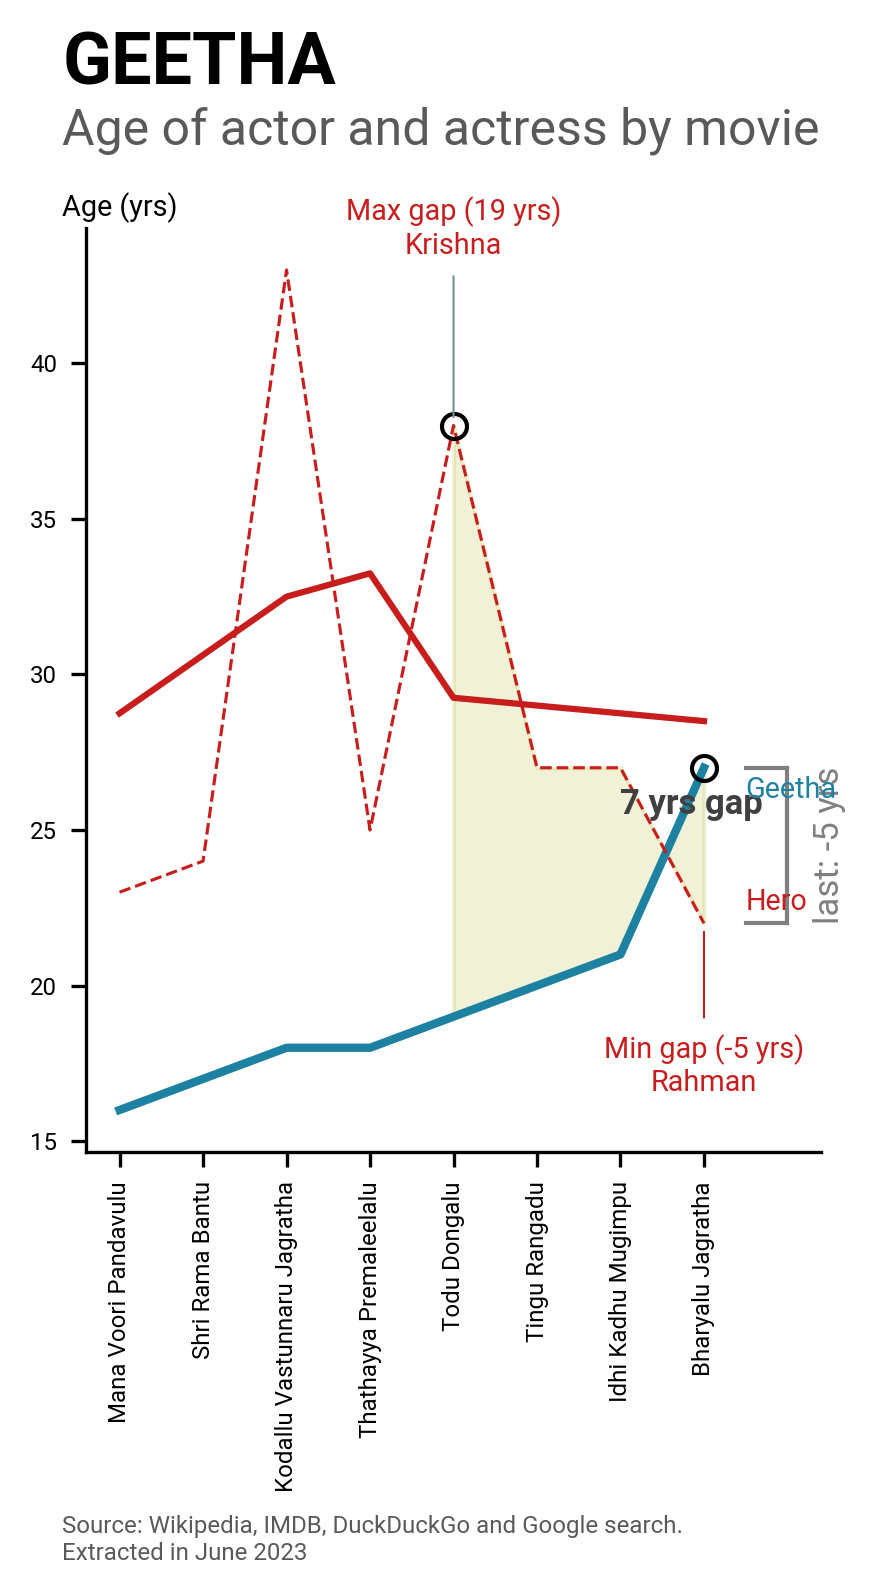 GEETHA
Age of actor and actress by movie
Age (yrs)
Max gap (19 yrs)
Krishna
40
35
30
25
20
15
7 yrs gap
Geetha
Hero
last: -5 yrs
Min gap (-5 yrs)
Rahman
Mana Voori Pandavulu
Shri Rama Bantu
Kodallu Vastunnaru Jagratha
Thathayya Premaleelalu
Todu Dongalu
Tingu Rangadu
Idhi Kadhu Mugimpu
Bharyalu Jagratha
Source: Wikipedia, IMDB, DuckDuckGo and Google search.
Extracted in June 2023